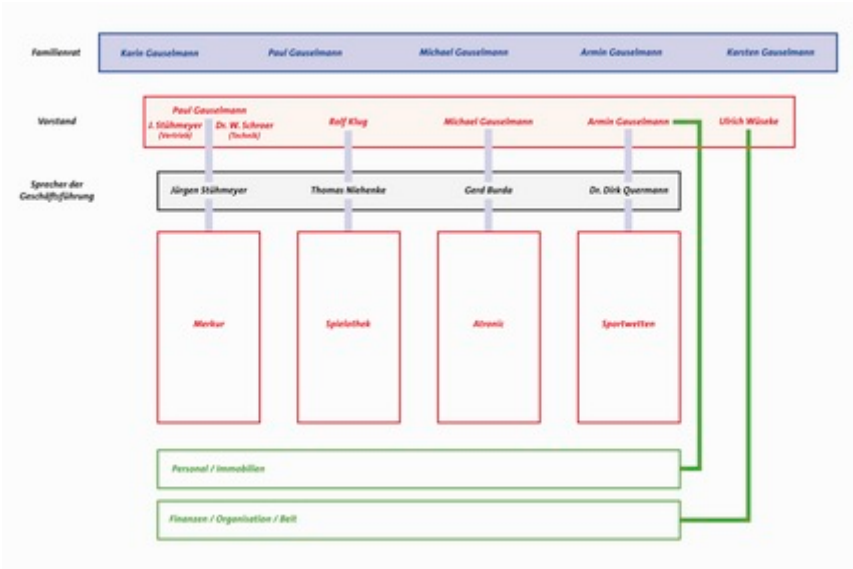 Familienrat
Karin Gauselmann Paul Gauselmann Michael Gauselmann Armin Gauselmann Karsten Gauselmann
Vorstand
Paul Gauselmann
J. Stühmeyer Dr. W. Schroer Rolf Klug Michael Gauselmann Armin Gauselmann Ulrich Wüseke
(Vertrieb) (Technik)
Sprecher der
Geschäftsführung
Jürgen Stühmeyer Thomas Niehenke Gerd Burda Dr. Dirk Quermann
Merkur Spielothek Atronic Sportwetten
Personal / Immobilien
Finanzen / Organisation / Beit